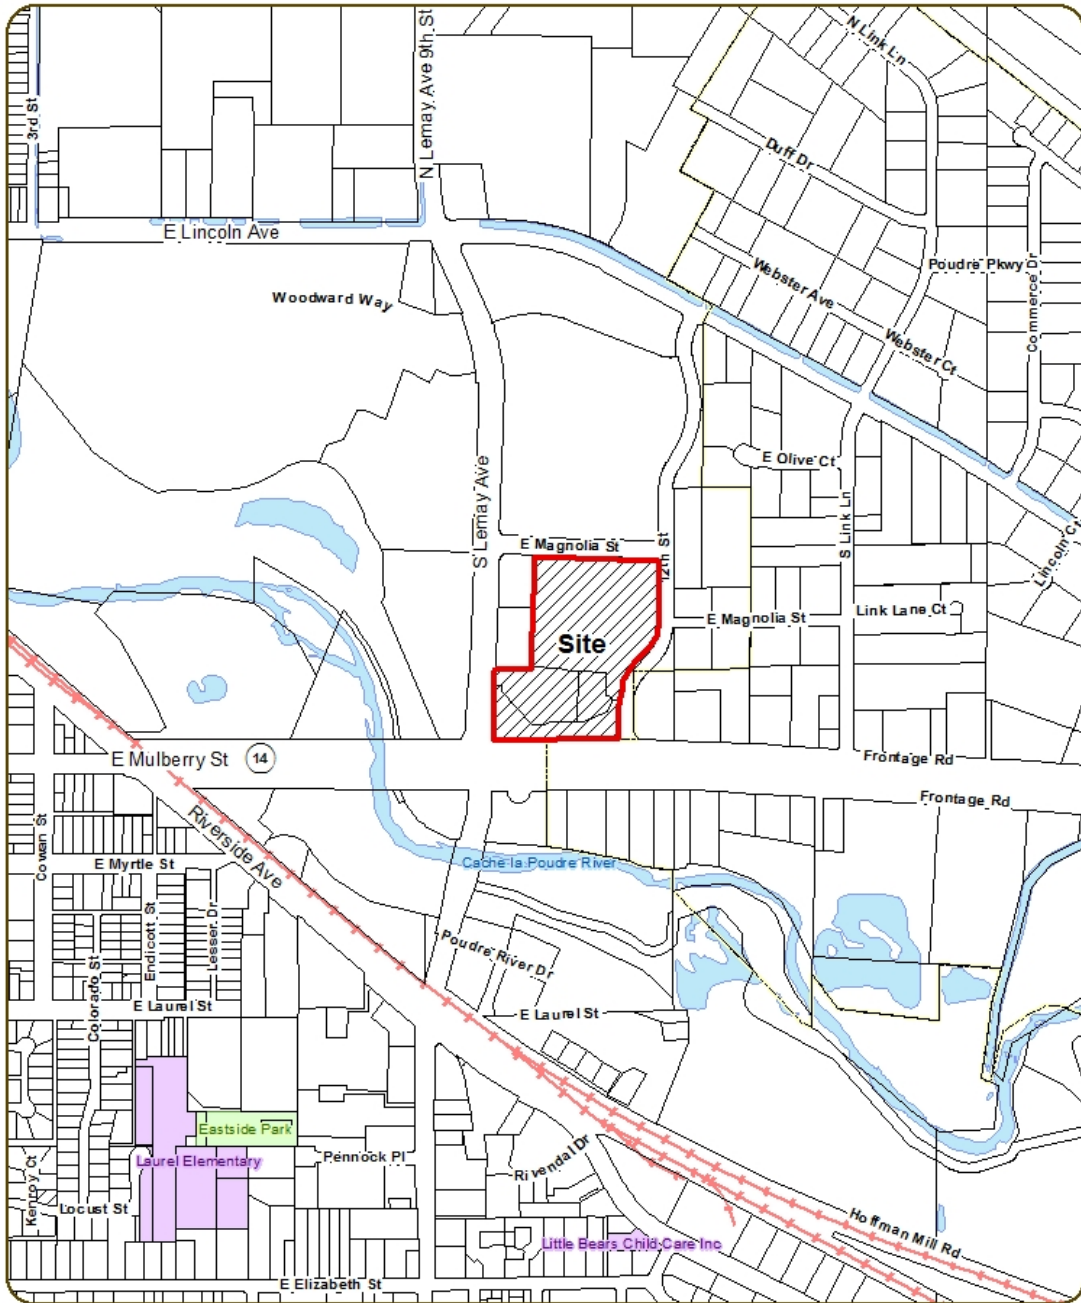 N Link Ln
N Lemay Ave 9th St
3rd St
Duff Dr
E Lincoln Ave
Woodward Way
Webster Ave
Poudre Pkwy
Commerce Dr
Webster Ct
E Olive Ct
S Lemay Ave
S Link Ln
E Magnolia St
12th St
Lincoln Ct
Link Lane Ct
E Magnolia St
Site
E Mulberry St
14
Frontage Rd
Frontage Rd
Riverside Ave
Cowan St
E Myrtle St
Cache la Poudre River
Endicott St
Lesser Dr
Colorado St
Poudre River Dr
E Laurel St
E Laurel St
Eastside Park
Laurel Elementary
Pennock Pl
Rivendal Dr
Kenroy Ct
Locust St
Hoffman Mill Rd
Little Bears Child Care Inc
E Elizabeth St